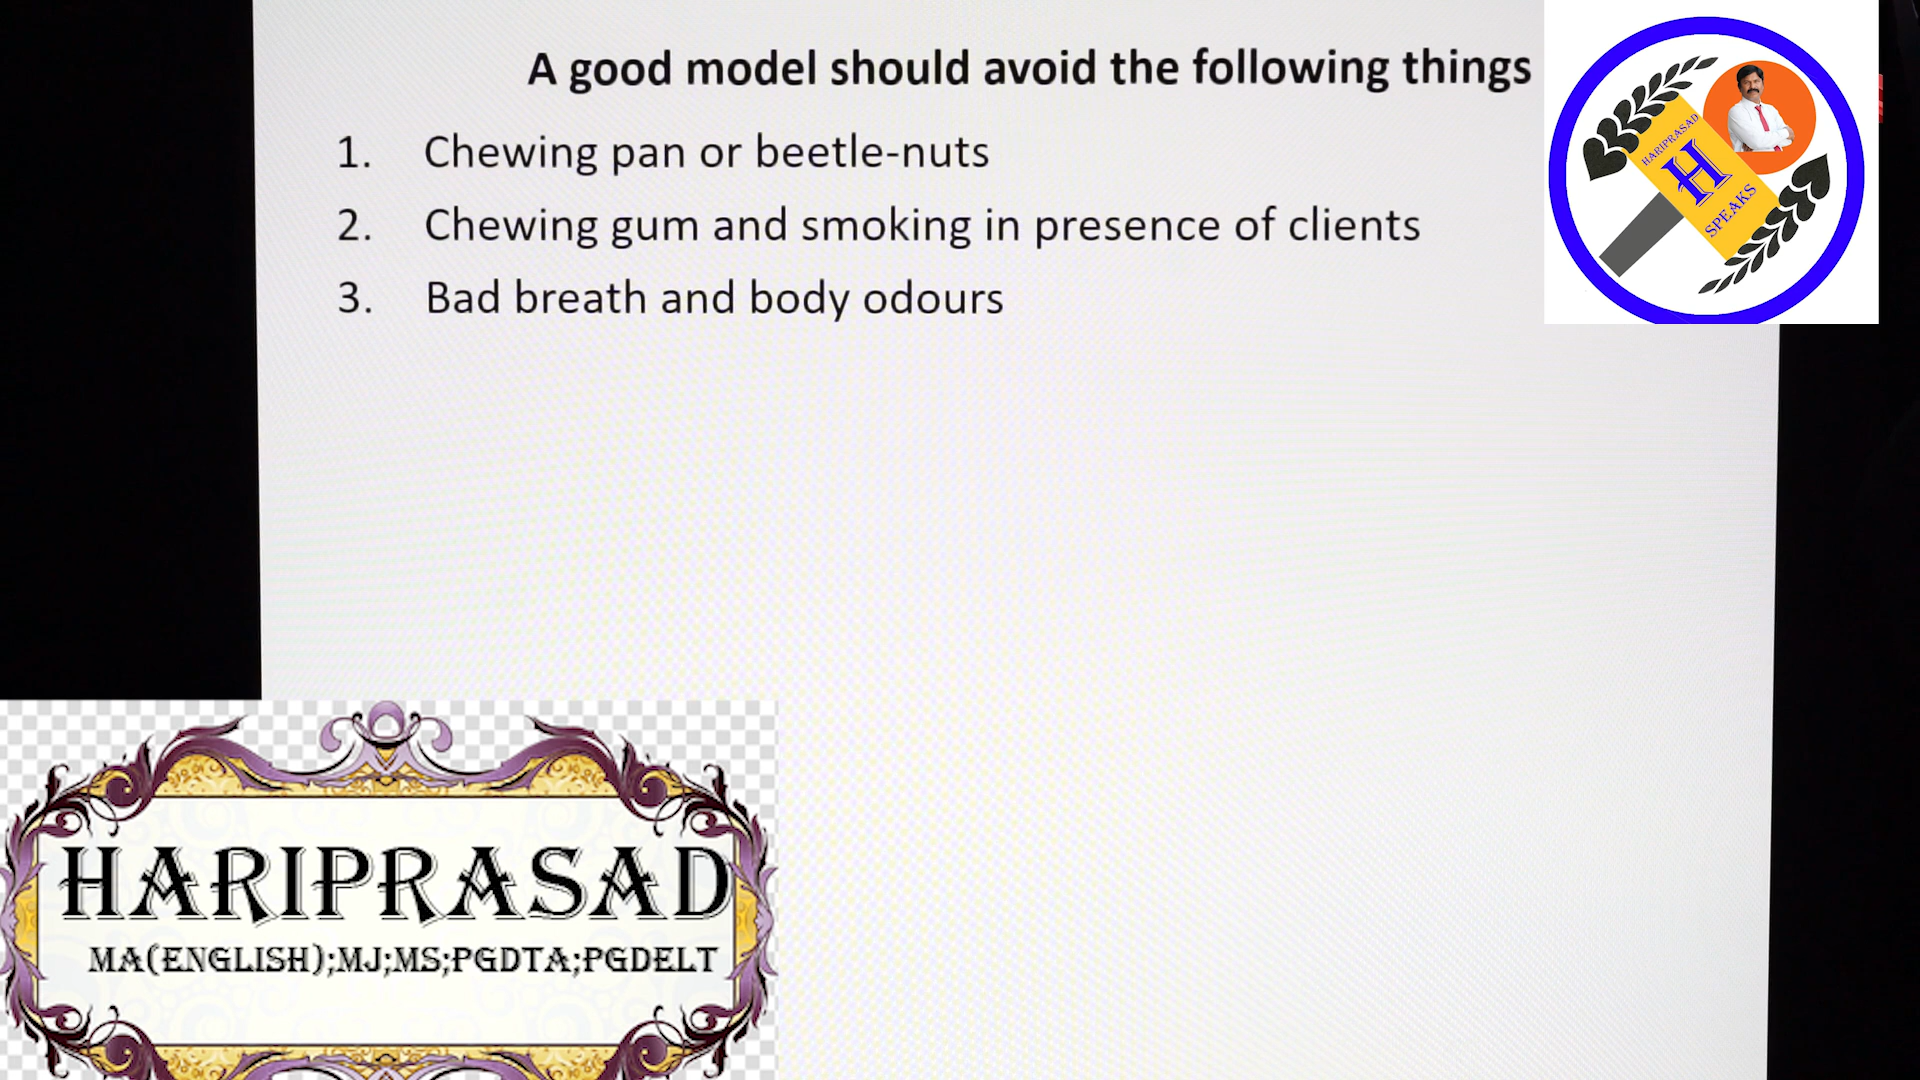 A good model should avoid the following things
1. Chewing pan or beetle-nuts
2. Chewing gum and smoking in presence of clients
3. Bad breath and body odours
HARIPRASAD
H
SPEAKS
HARIPRASAD
MA(ENGLISH);MJ;MS;PGDTA;PGDELT